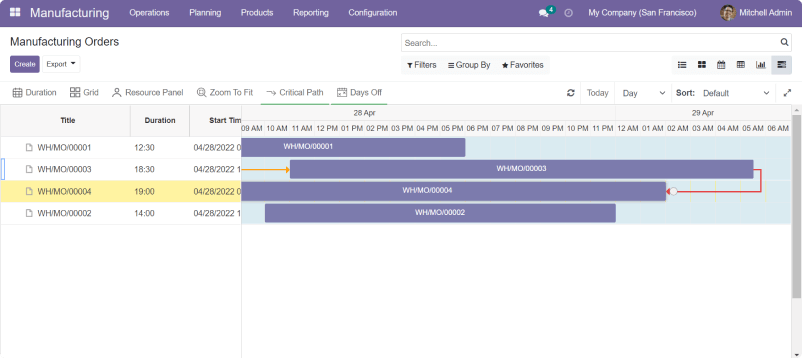 Manufacturing Operations Planning Products Reporting Configuration 4 My Company (San Francisco) Mitchell Admin
Manufacturing Orders Search...
Create Export Filters Group By Favorites
Duration Grid Resource Panel Zoom To Fit Critical Path Days Off Today Day Sort: Default
28 Apr 29 Apr
Title Duration Start Tim
09 AM 10 AM 11 AM 12 PM 01 PM 02 PM 03 PM 04 PM 05 PM 06 PM 07 PM 08 PM 09 PM 10 PM 11 PM 12 AM 01 AM 02 AM 03 AM 04 AM 05 AM 06 AM
WH/MO/00001 12:30 04/28/2022 0 WH/MO/00001
WH/MO/00003 18:30 04/28/2022 1 WH/MO/00003
WH/MO/00004 19:00 04/28/2022 0 WH/MO/00004
WH/MO/00002 14:00 04/28/2022 1 WH/MO/00002